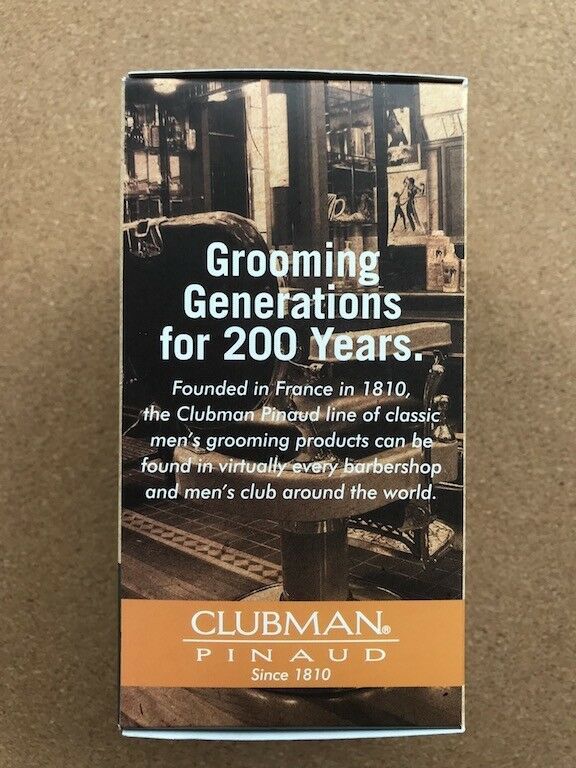 Grooming
Generations
for 200 Years.
Founded in France in 1810,
the Clubman Pinaud line of classic
men's grooming products can be
found in virtually every barbershop
and men's club around the world.
CLUBMAN®
PINAUD
Since 1810